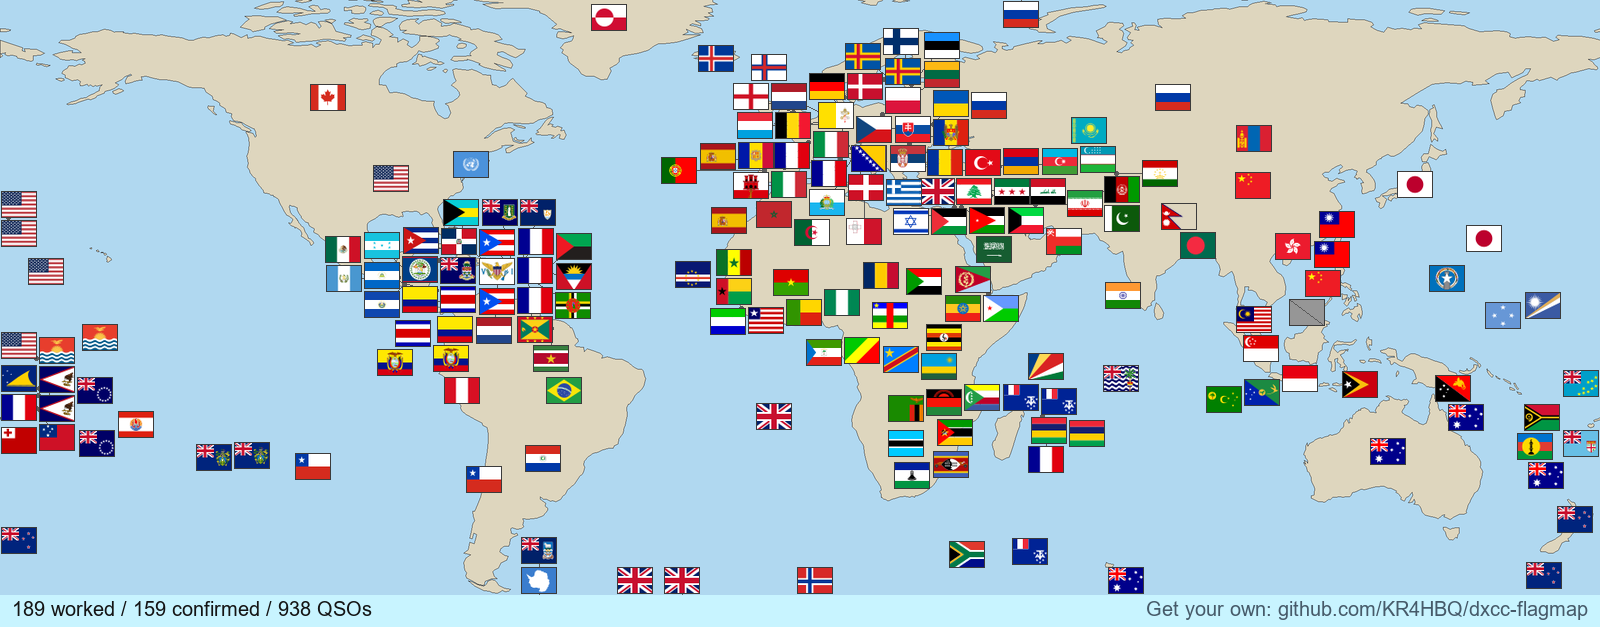 189 worked / 159 confirmed / 938 QSOs
Get your own: github.com/KR4HBQ/dxcc-flagmap